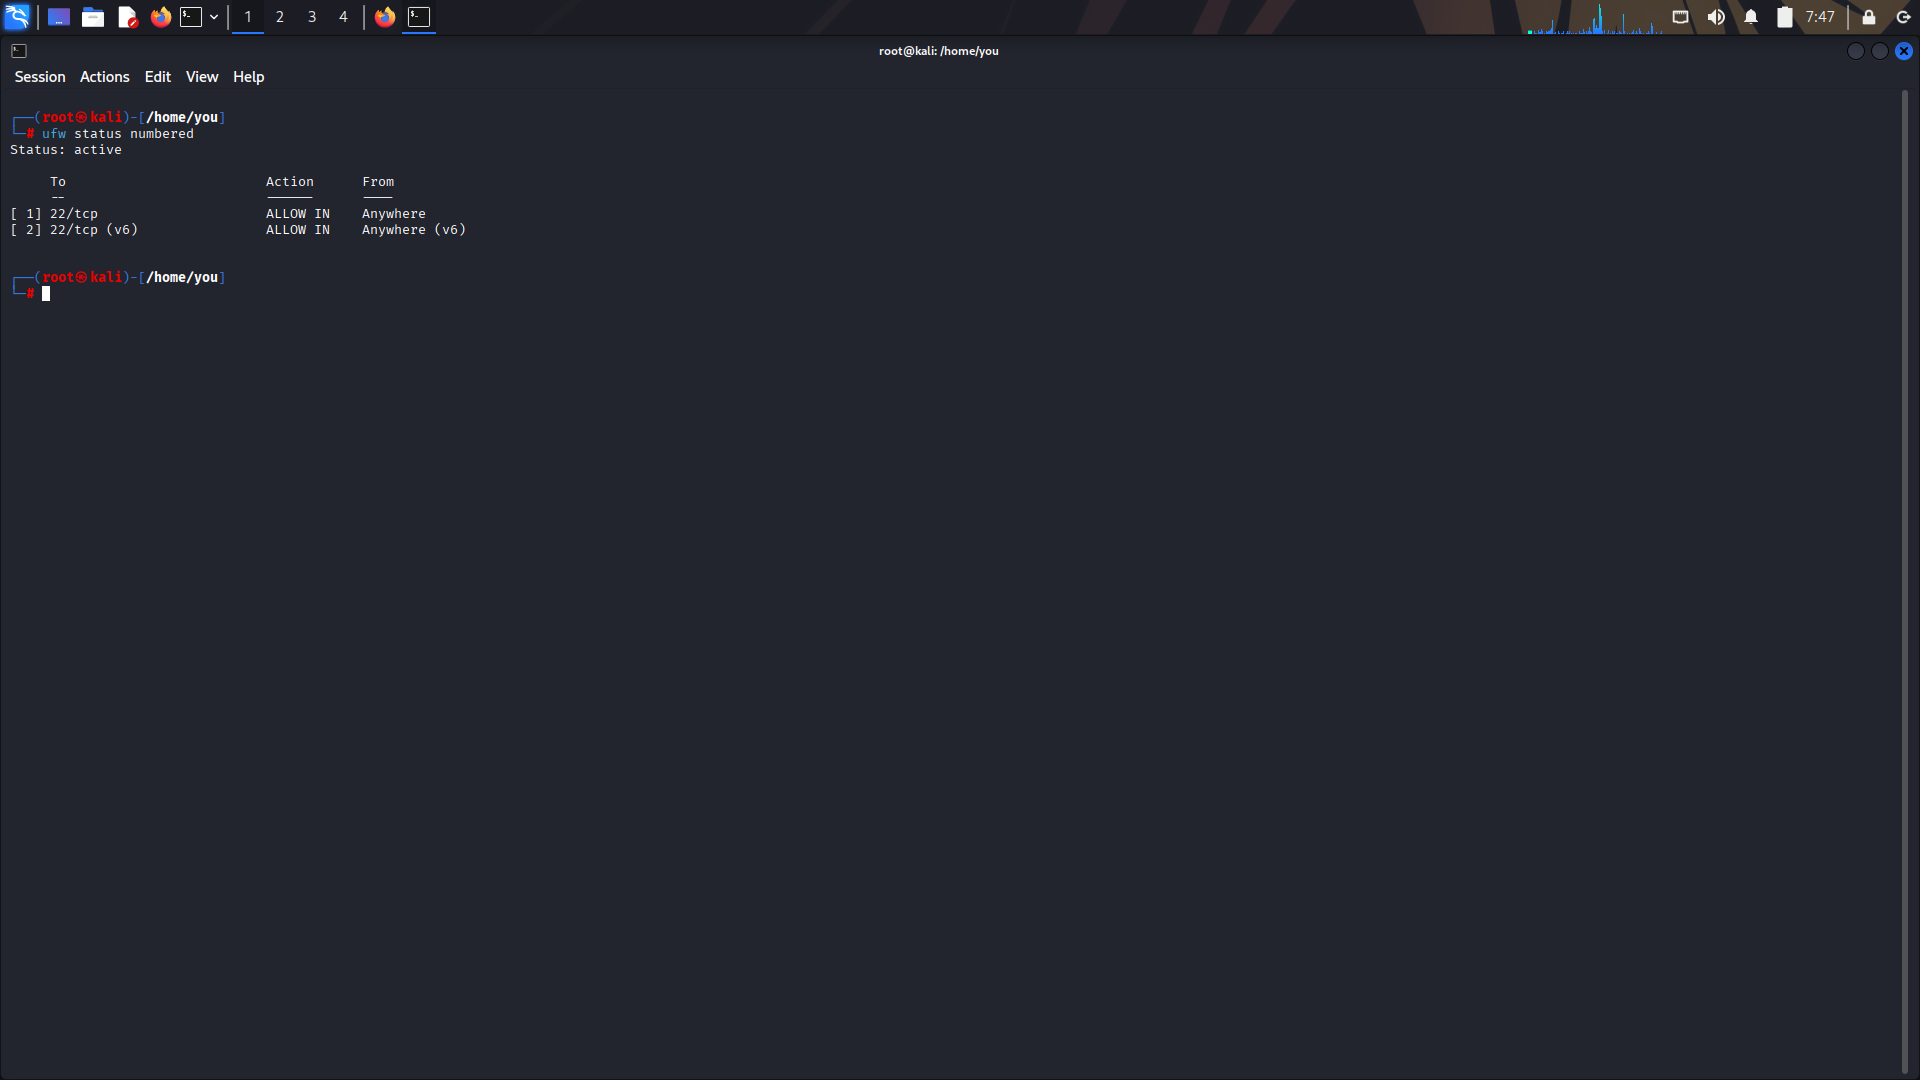 1 2 3 4 7:47
root@kali: /home/you
Session Actions Edit View Help
┌──(root㉿kali)-[/home/you]
└─# ufw status numbered
Status: active
     To                         Action      From
     --                         ------      ----
[ 1] 22/tcp                     ALLOW IN    Anywhere
[ 2] 22/tcp (v6)                ALLOW IN    Anywhere (v6)
┌──(root㉿kali)-[/home/you]
└─#